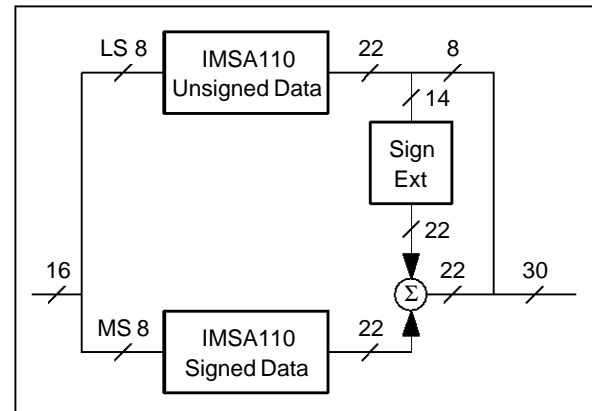 LS 8
IMSA110
Unsigned Data
22
8
14
Sign
Ext
22
16
Σ
22
30
MS 8
IMSA110
Signed Data
22